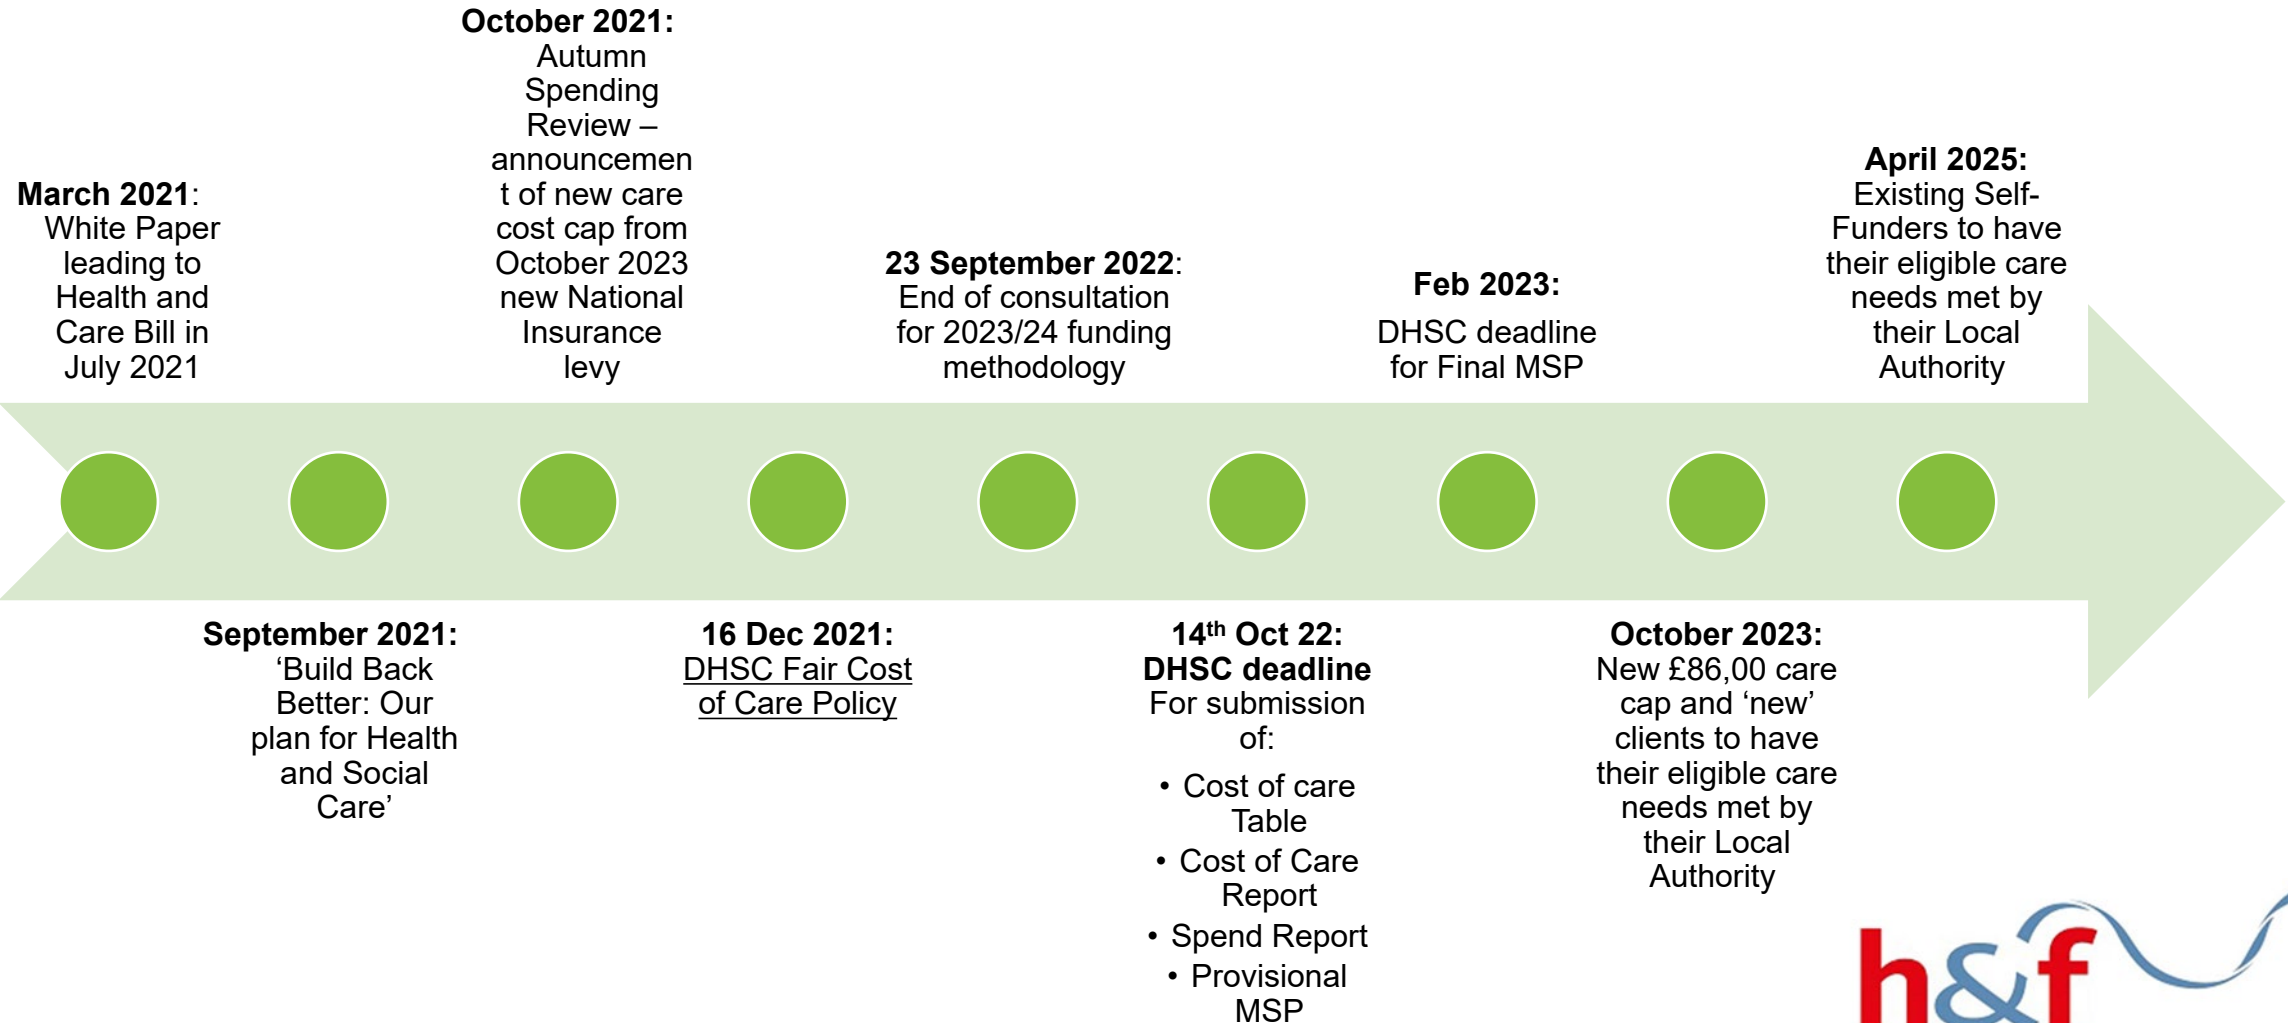 March 2021:
White Paper
leading to
Health and
Care Bill in
July 2021
September 2021:
‘Build Back
Better: Our
plan for Health
and Social
Care’
October 2021:
Autumn
Spending
Review –
announcemen
t of new care
cost cap from
October 2023
new National
Insurance
levy
16 Dec 2021:
DHSC Fair Cost
of Care Policy
23 September 2022:
End of consultation
for 2023/24 funding
methodology
14th Oct 22:
DHSC deadline
For submission
of:
• Cost of care
Table
• Cost of Care
Report
• Spend Report
• Provisional
MSP
Feb 2023:
DHSC deadline
for Final MSP
October 2023:
New £86,00 care
cap and ‘new’
clients to have
their eligible care
needs met by
their Local
Authority
April 2025:
Existing Self-
Funders to have
their eligible care
needs met by
their Local
Authority
h&f